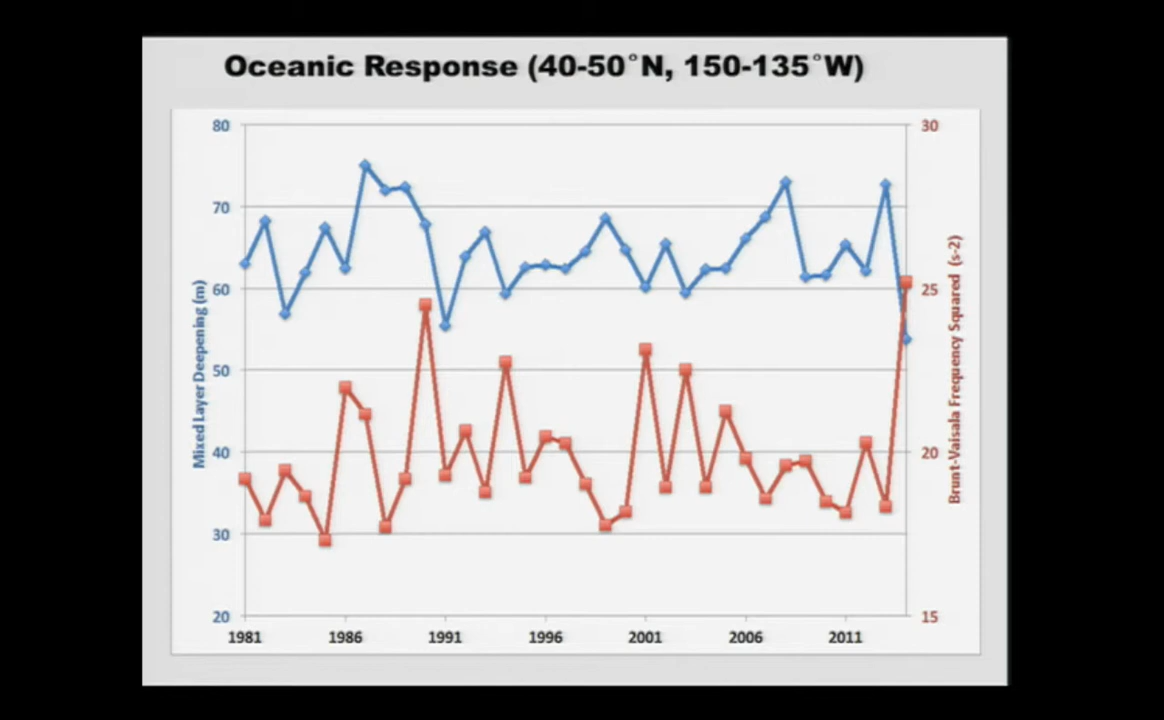 Oceanic Response (40-50°N, 150-135°W)
80
70
60
50
40
30
20
Mixed Layer Deepening (m)
30
25
20
15
Brunt-Vaisala Frequency Squared (s-2)
1981 1986 1991 1996 2001 2006 2011